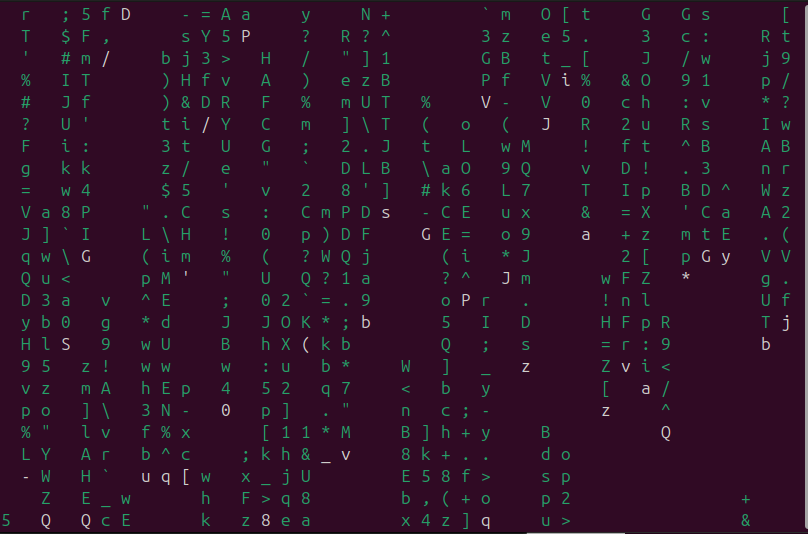 r ; 5 f D - = A a y N + ` m O [ t G G s [
T $ F , s Y 5 P ? R ? ^ 3 z e 5 . 3 c : R t
' # m / b j 3 > H / " ] 1 G B t _ [ J / w j 9
% I T ) H f v A ) e z B P f V i % & O 9 1 p /
# J f ) & D R F % m U T % V - V 0 c h : v * ?
? U ' t i / Y C m ] \ T ( o ( J R 2 u R s I w
F i : 3 t U G ; 2 . J t L w M ! f t ^ B A B
g k k z / e " ` D L B \ a O 9 Q v D ! . 3 n r
= w 4 $ 5 ' v 2 8 ' ] # k 6 L 7 T I p B D ^ W z
V a 8 P " . C s : C m P D s - C E u x & = X ' C a A 2
J ] ` I L \ H ! 0 p ) D F G E = o 9 a + z m t E . (
q w \ G ( i m % ( ? W Q j ( i * J 2 [ p G y V V
Q u < p M ' " U Q ? 1 a ? ^ J m w F Z * g .
D 3 a v ^ E ; 0 2 ` = . 9 o P r . ! n l U f
y b 0 g * d J J O K * ; b 5 I D H F p R T j
H l S 9 w U B h X ( k b Q ; s = r : 9 b
9 5 z ! w w w : u b * W ] _ z Z v i <
v z m A h E p 4 5 2 q 7 < b y [ a /
p o ] \ 3 N - 0 p ] . " n c ; - z ^
% " l v f % x [ 1 1 * M B ] h + y B Q
L Y A r b ^ c ; k h & _ v 8 k + . . d o
- W H ` u q [ w x _ j U E 5 8 f > s p
Z E _ w h F > q 8 b , ( + o p 2 +
5 Q Q c E k z 8 e a x 4 z ] q u > &